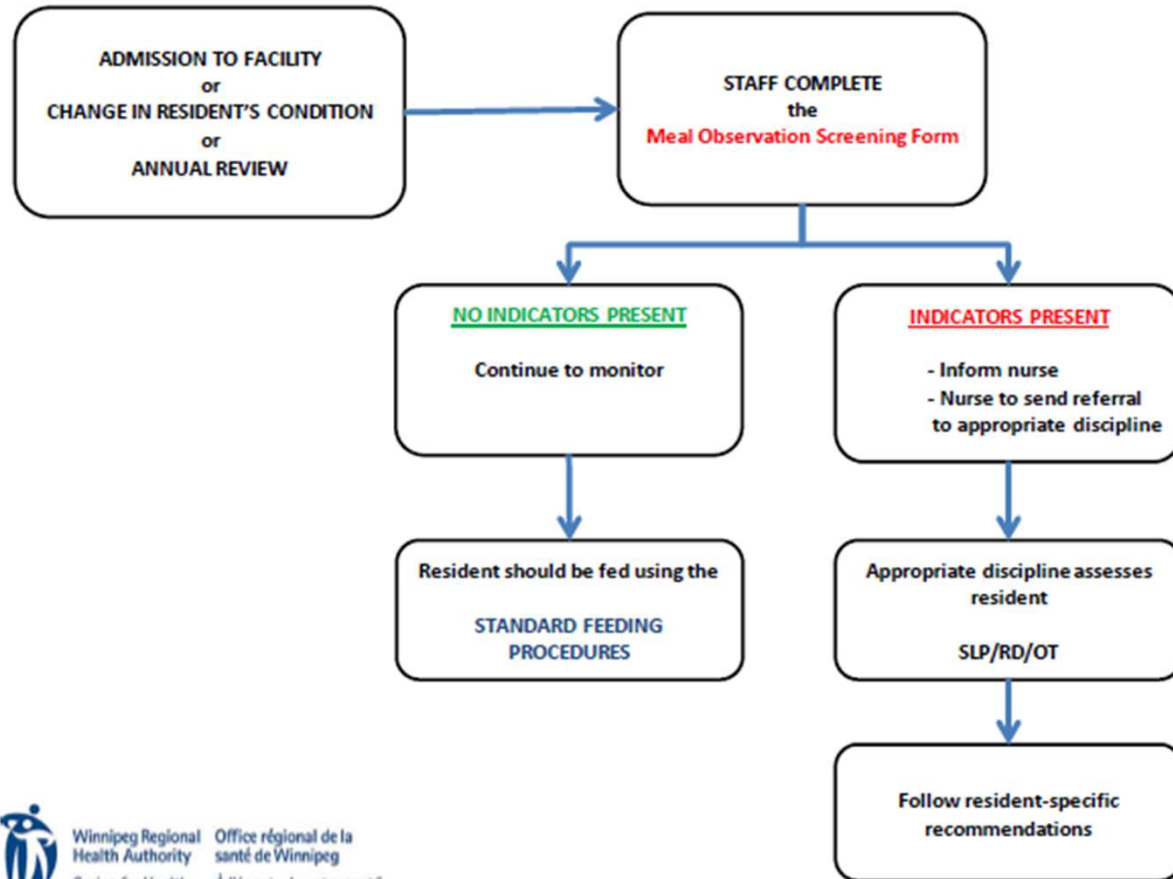 ADMISSION TO FACILITY
or
CHANGE IN RESIDENT'S CONDITION
or
ANNUAL REVIEW
STAFF COMPLETE
the
Meal Observation Screening Form
NO INDICATORS PRESENT
Continue to monitor
INDICATORS PRESENT
- Inform nurse
- Nurse to send referral
to appropriate discipline
Resident should be fed using the
STANDARD FEEDING
PROCEDURES
Appropriate discipline assesses
resident
SLP/RD/OT
Follow resident-specific
recommendations
Winnipeg Regional
Health Authority
Office régional de la
santé de Winnipeg